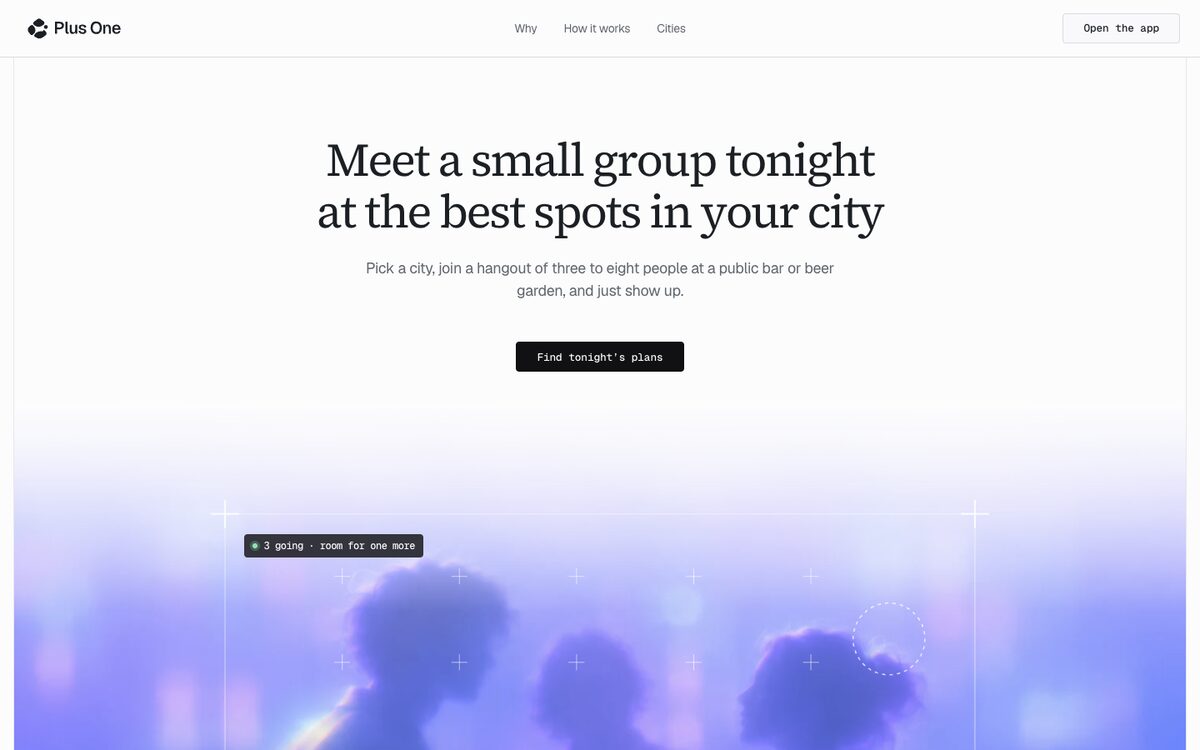 Plus One
Why
How it works
Cities
Open the app
Meet a small group tonight
at the best spots in your city
Pick a city, join a hangout of three to eight people at a public bar or beer
garden, and just show up.
Find tonight's plans
3 going · room for one more